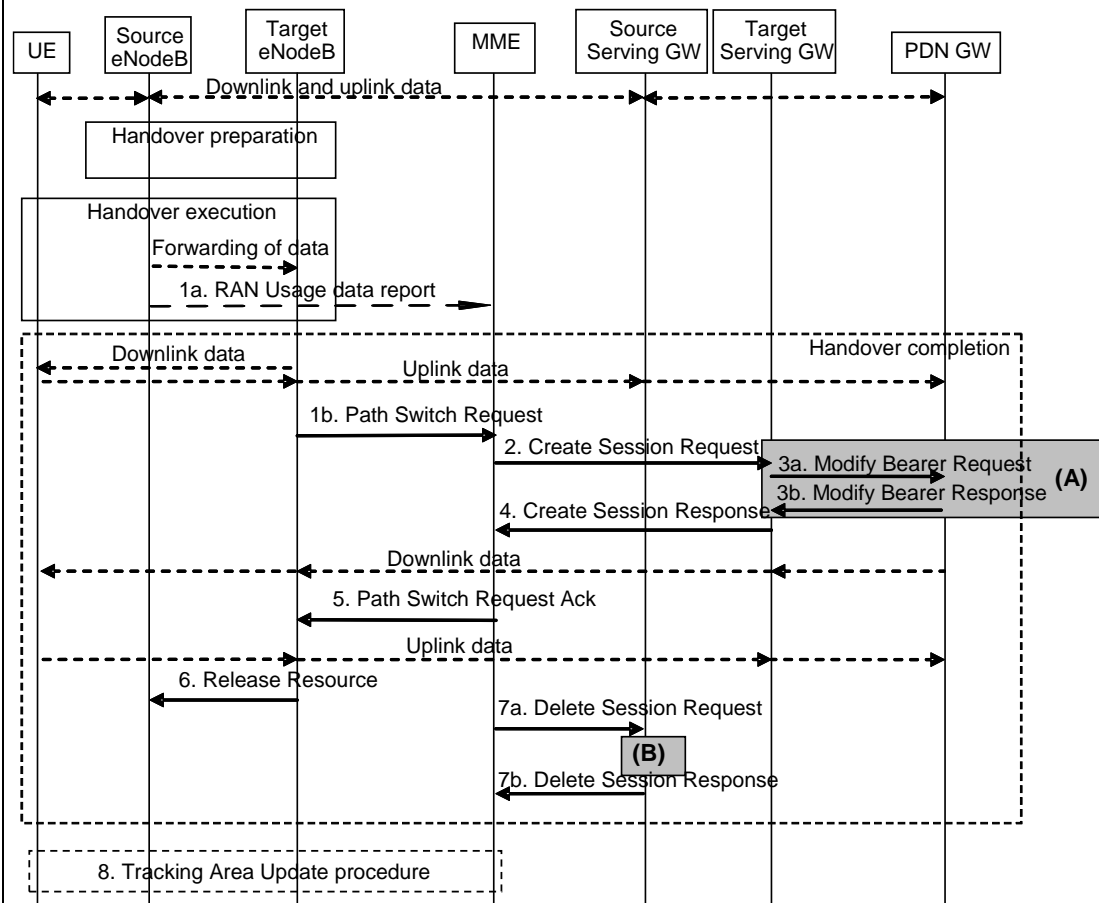 UE
Source
eNodeB
Target
eNodeB
MME
Source
Serving GW
Target
Serving GW
PDN GW
Downlink and uplink data
Handover preparation
Handover execution
Forwarding of data
1a. RAN Usage data report
Handover completion
Downlink data
Uplink data
1b. Path Switch Request
2. Create Session Request
3a. Modify Bearer Request
(A)
3b. Modify Bearer Response
4. Create Session Response
Downlink data
5. Path Switch Request Ack
Uplink data
6. Release Resource
7a. Delete Session Request
(B)
7b. Delete Session Response
8. Tracking Area Update procedure